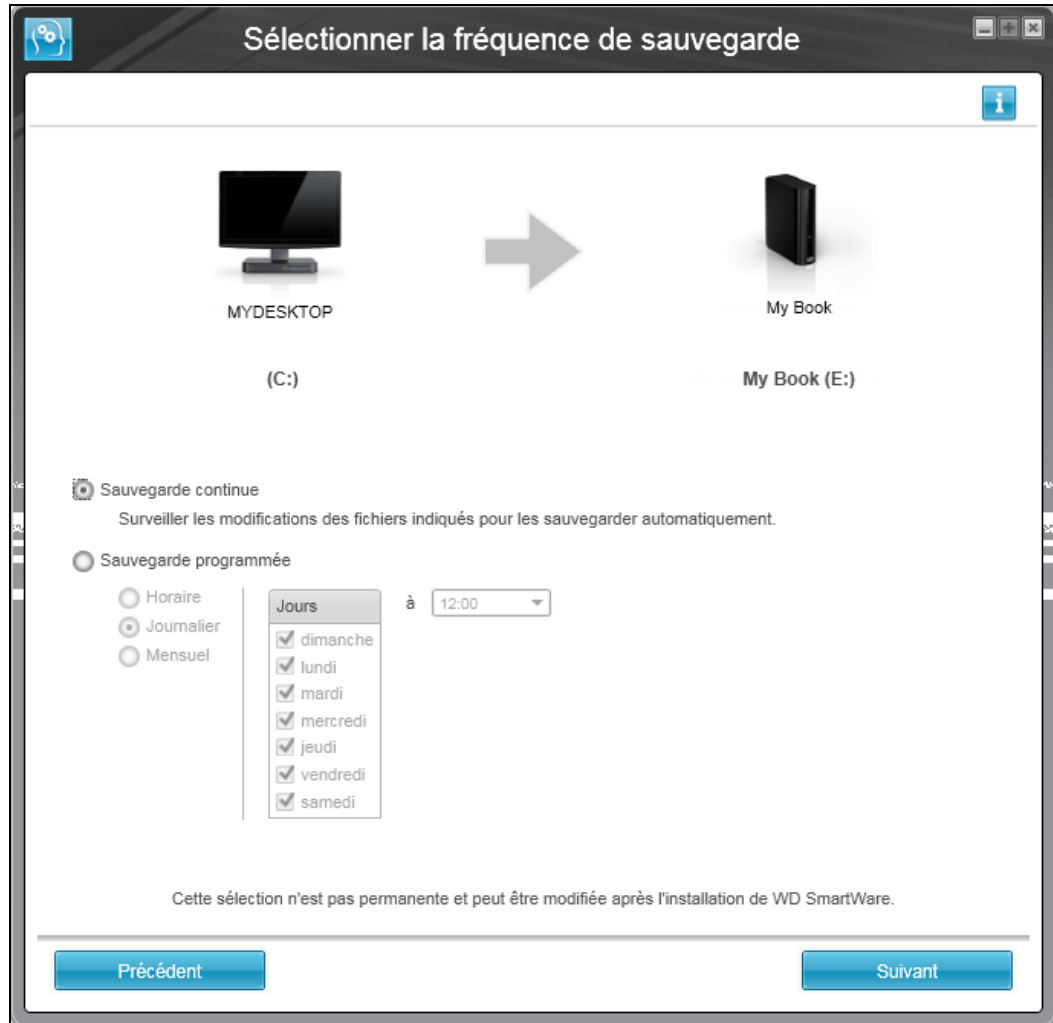 Sélectionner la fréquence de sauvegarde
i
MYDESKTOP
My Book
(C:)
My Book (E:)
Sauvegarde continue
Surveiller les modifications des fichiers indiqués pour les sauvegarder automatiquement.
Sauvegarde programmée
Horaire
Journalier
Mensuel
Jours
dimanche
lundi
mardi
mercredi
jeudi
vendredi
samedi
à
12:00
Cette sélection n'est pas permanente et peut être modifiée après l'installation de WD SmartWare.
Précédent
Suivant